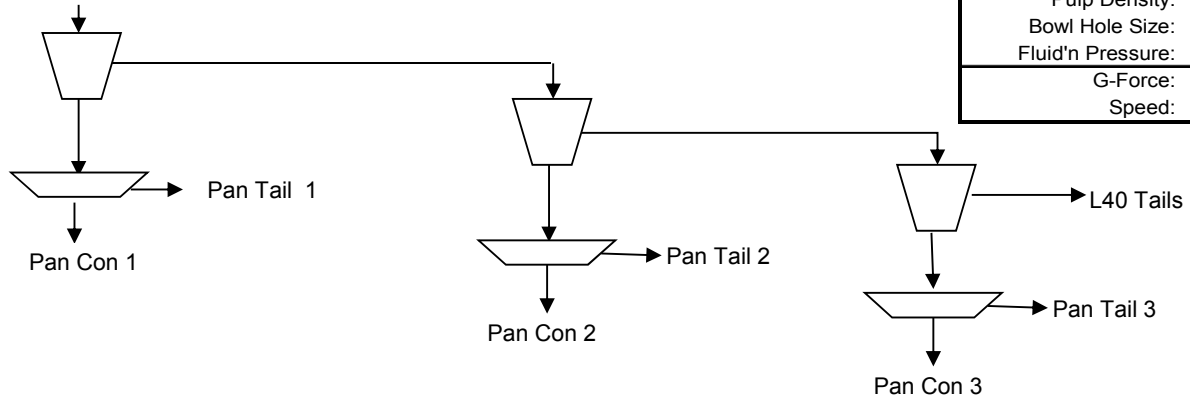 Pulp Density:
Bowl Hole Size:
Fluid'n Pressure:
G-Force:
Speed:
L40 Tails
Pan Tail 1
Pan Con 1
Pan Tail 2
Pan Con 2
Pan Tail 3
Pan Con 3